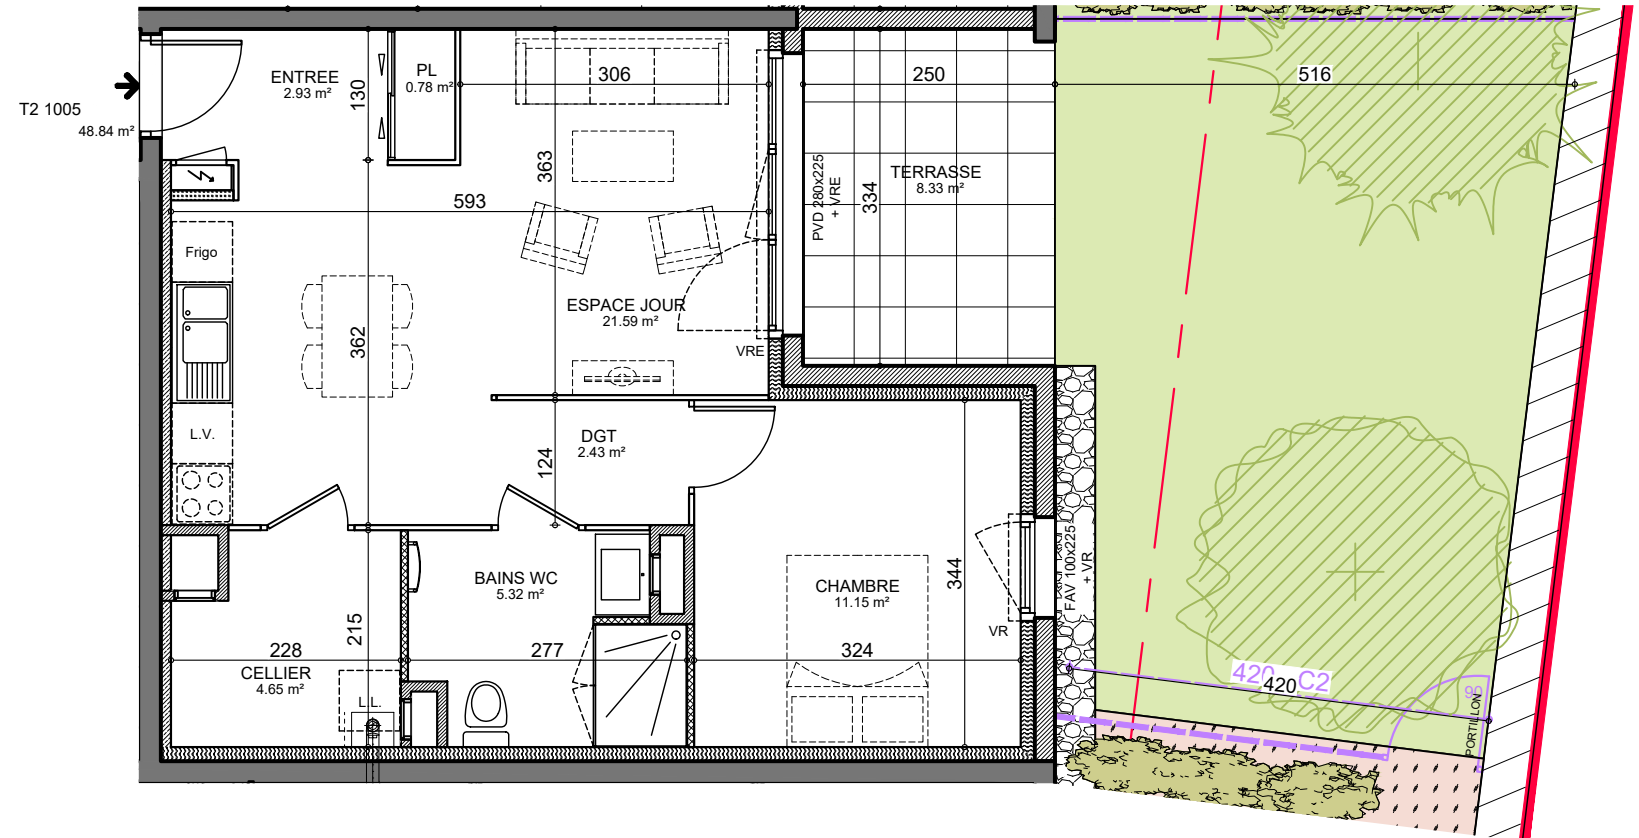 T2 1005
48.84 m²
ENTREE
2.93 m²
130
PL
0.78 m²
306
250
516
363
593
PVD 280x225
+ VRE
334
TERRASSE
8.33 m²
Frigo
362
ESPACE JOUR
21.59 m²
VRE
L.V.
DGT
2.43 m²
124
BAINS WC
5.32 m²
CHAMBRE
11.15 m²
344
FAV 100x225
+ VR
VR
215
228
277
324
CELLIER
4.65 m²
L.L.
420 C2
420
90
PORTILLON